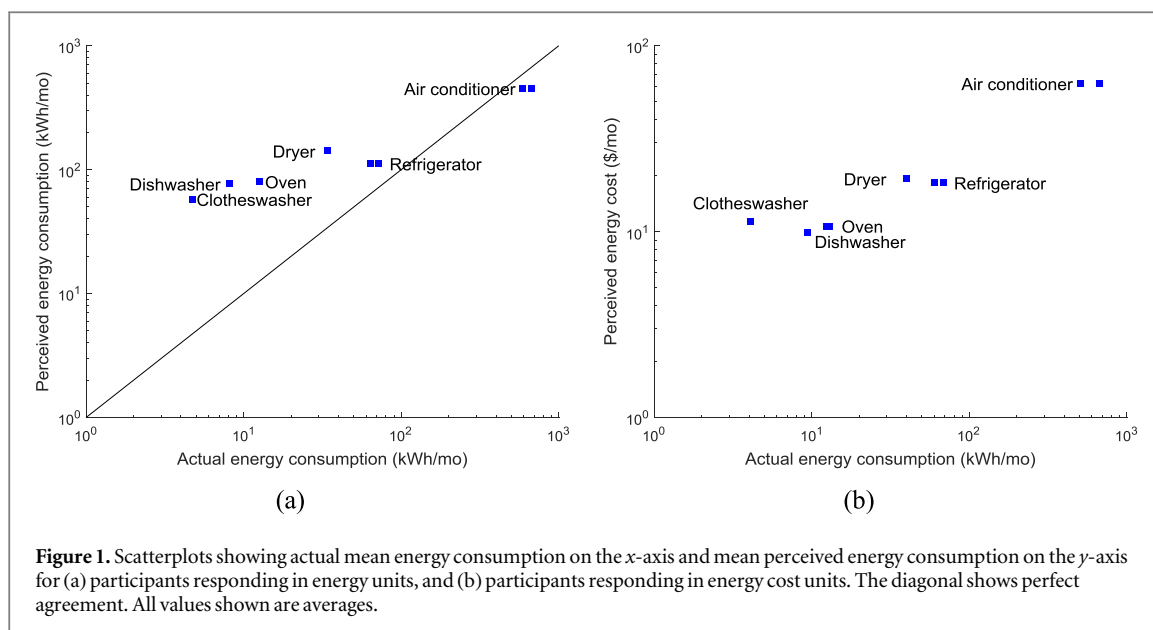 10³
10²
10¹
10⁰
Perceived energy consumption (kWh/mo)
Air conditioner
Dryer
Refrigerator
Dishwasher
Oven
Clotheswasher
10⁰ 10¹ 10² 10³
Actual energy consumption (kWh/mo)
(a)
10²
10¹
10⁰
Perceived energy cost ($/mo)
Air conditioner
Dryer
Refrigerator
Clotheswasher
Oven
Dishwasher
10⁰ 10¹ 10² 10³
Actual energy consumption (kWh/mo)
(b)
Figure 1. Scatterplots showing actual mean energy consumption on the x-axis and mean perceived energy consumption on the y-axis
for (a) participants responding in energy units, and (b) participants responding in energy cost units. The diagonal shows perfect
agreement. All values shown are averages.